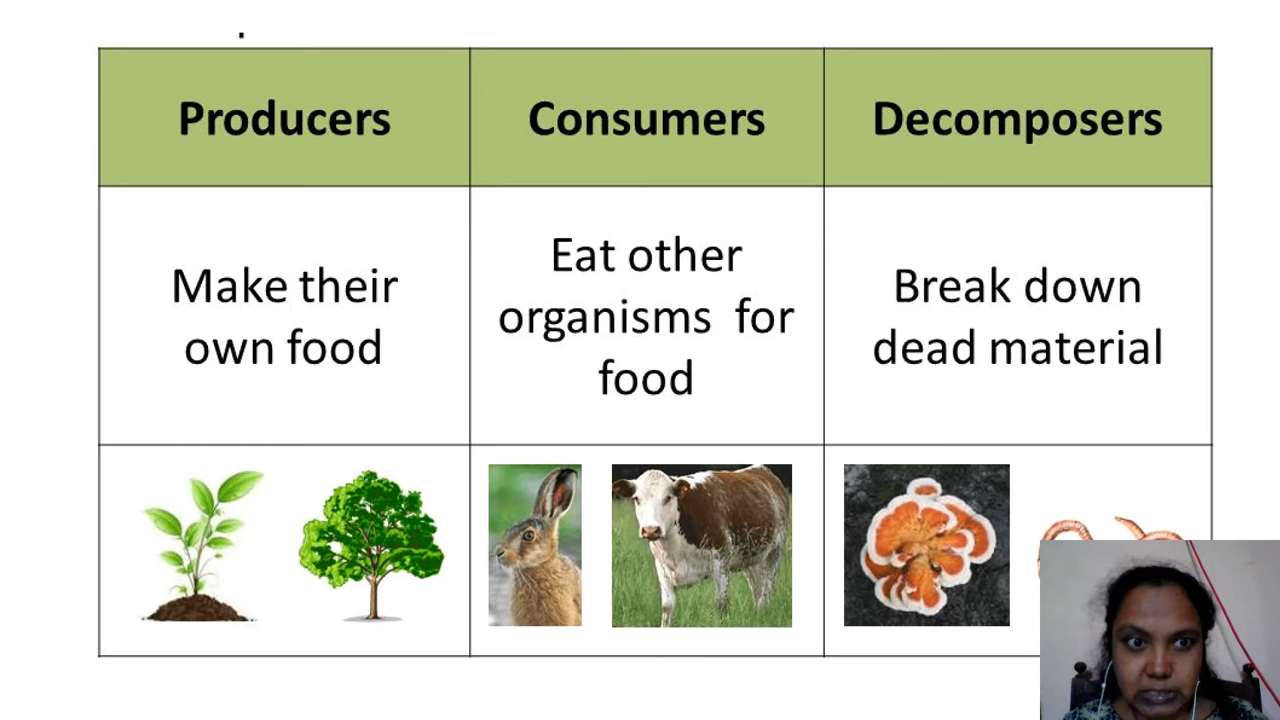 Producers
Consumers
Decomposers
Make their
own food
Eat other
organisms for
food
Break down
dead material